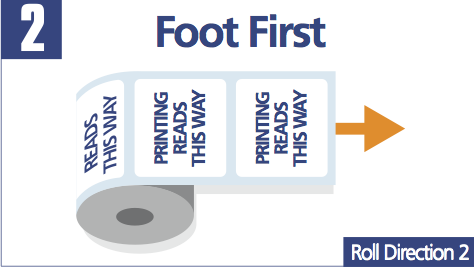 2
Foot First
READS
THIS WAY
PRINTING
READS
THIS WAY
PRINTING
READS
THIS WAY
Roll Direction 2